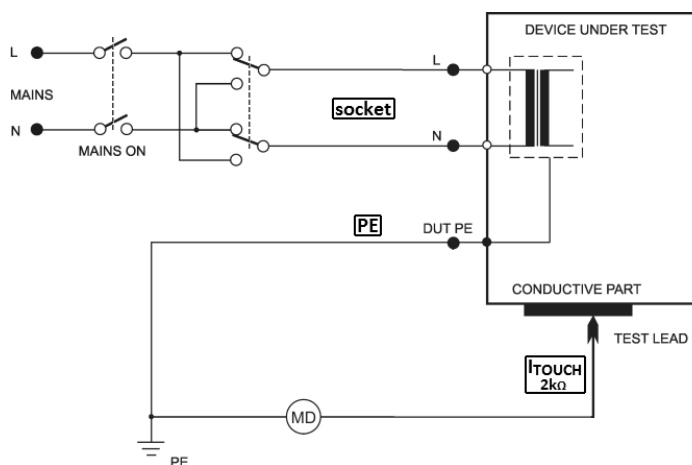 DEVICE UNDER TEST
L
L
MAINS
socket
N
N
MAINS ON
PE
DUT PE
CONDUCTIVE PART
TEST LEAD
ITOUCH
2kΩ
MD
PE